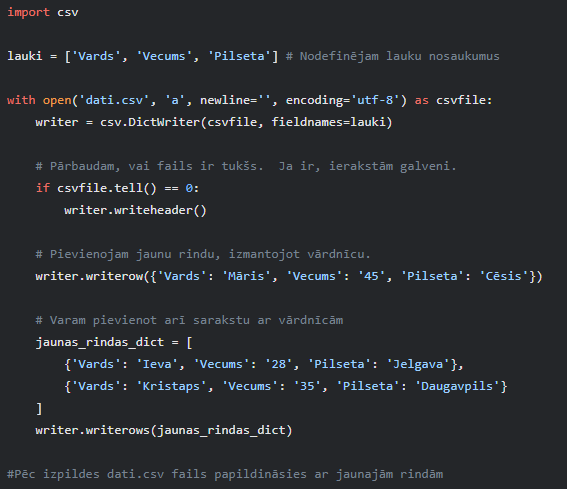 import csv
lauki = ['Vārds', 'Vecums', 'Pilseta'] # Nodefinējam lauku nosaukumus
with open('dati.csv', 'a', newline='', encoding='utf-8') as csvfile:
    writer = csv.DictWriter(csvfile, fieldnames=lauki)
    # Pārbaudam, vai fails ir tukšs.  Ja ir, ierakstām galveni.
    if csvfile.tell() == 0:
        writer.writeheader()
    # Pievienojam jaunu rindu, izmantojot vārdnīcu.
    writer.writerow({'Vārds': 'Māris', 'Vecums': '45', 'Pilseta': 'Cēsis'})
    # Varam pievienot arī sarakstu ar vārdnīcām
    jaunas_rindas_dict = [
        {'Vārds': 'Ieva', 'Vecums': '28', 'Pilseta': 'Jelgava'},
        {'Vārds': 'Kristaps', 'Vecums': '35', 'Pilseta': 'Daugavpils'}
    ]
    writer.writerows(jaunas_rindas_dict)
#Pēc izpildes dati.csv fails papildināsies ar jaunajām rindām